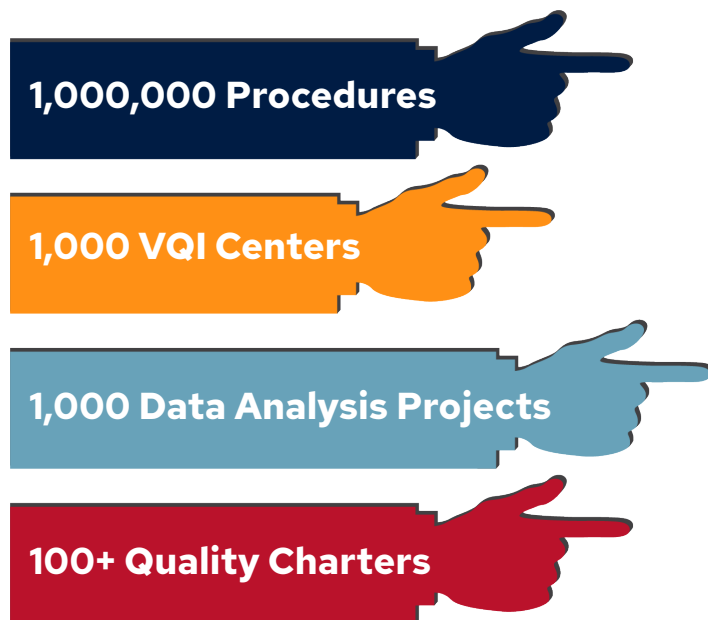 1,000,000 Procedures
1,000 VQI Centers
1,000 Data Analysis Projects
100+ Quality Charters